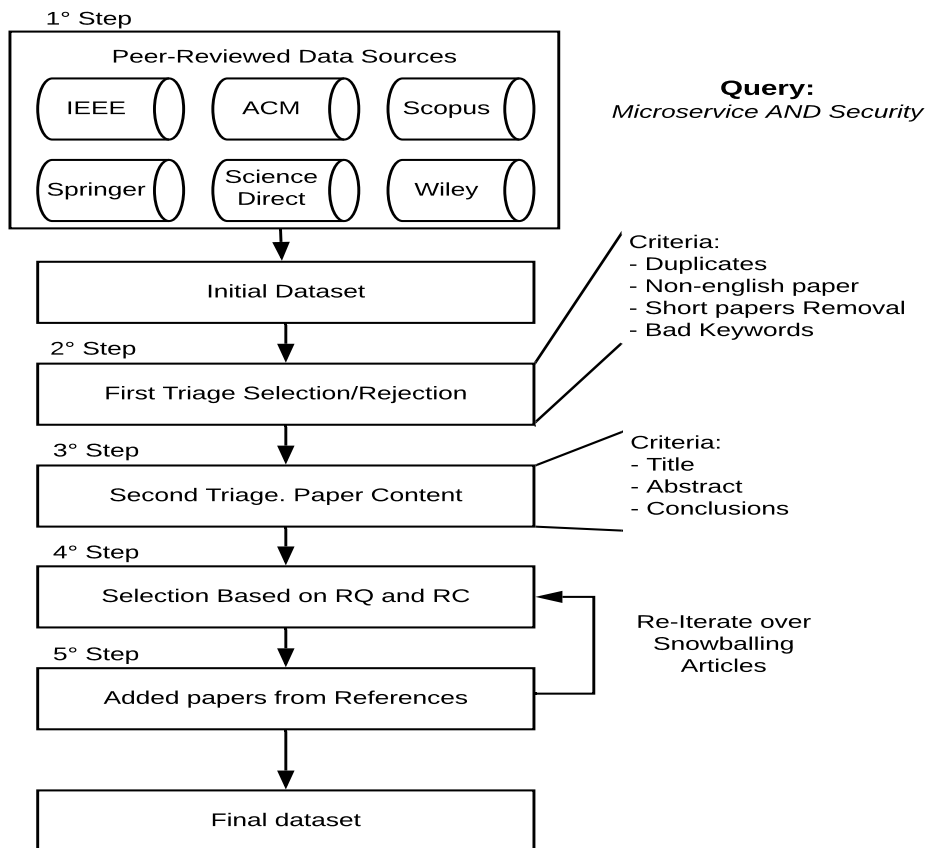 1° Step
Peer-Reviewed Data Sources
IEEE
ACM
Scopus
Springer
Science
Direct
Wiley
Query:
Microservice AND Security
Initial Dataset
2° Step
First Triage Selection/Rejection
Criteria:
- Duplicates
- Non-english paper
- Short papers Removal
- Bad Keywords
3° Step
Second Triage. Paper Content
Criteria:
- Title
- Abstract
- Conclusions
4° Step
Selection Based on RQ and RC
5° Step
Added papers from References
Re-Iterate over
Snowballing
Articles
Final dataset